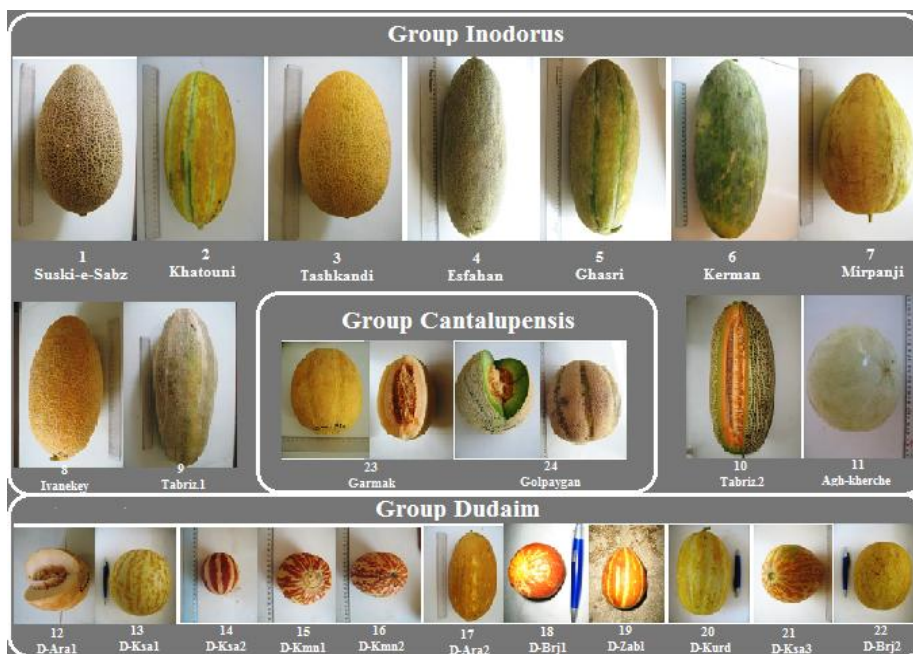 Group Inodorus
1 2 3 4 5 6 7
Suski-e-Sabz Khatouni Tashkandi Esfahan Ghasri Kerman Mirpanji
Group Cantalupensis
8 9 23 24 10 11
Ivanekey Tabriz.1 Garmak Golpaygan Tabriz.2 Agh-kherche
Group Dudaim
12 13 14 15 16 17 18 19 20 21 22
D-Ara1 D-Ksa1 D-Ksa2 D-Kmn1 D-Kmn2 D-Ara2 D-Brj1 D-Zabl D-Kurd D-Ksa3 D-Brj2